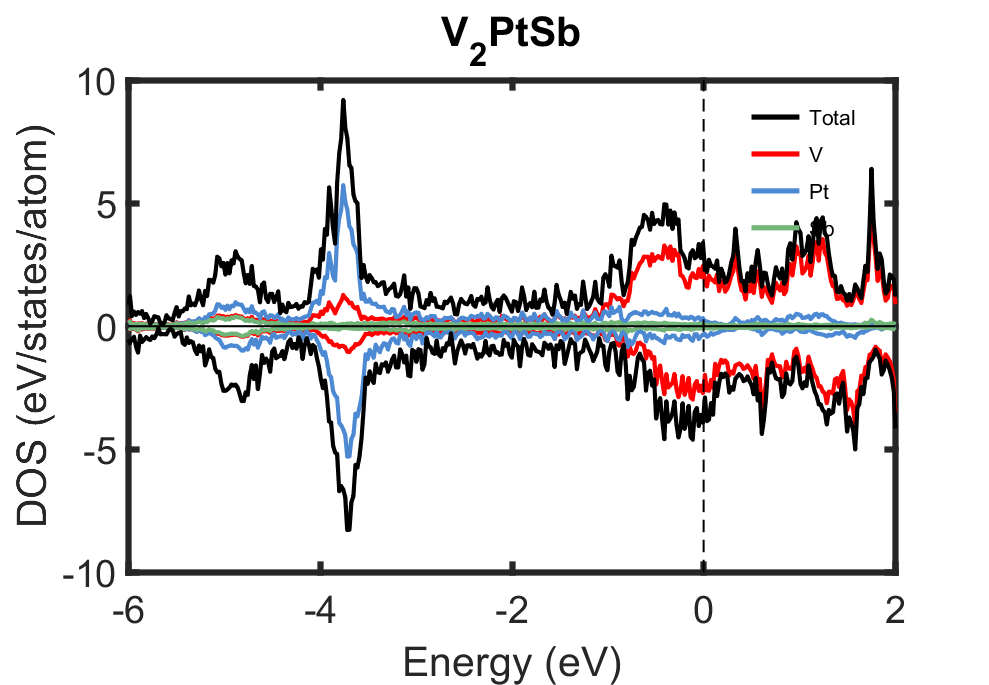 V2PtSb
10
5
0
-5
-10
-6
-4
-2
0
2
DOS (eV/states/atom)
Energy (eV)
Total
V
Pt